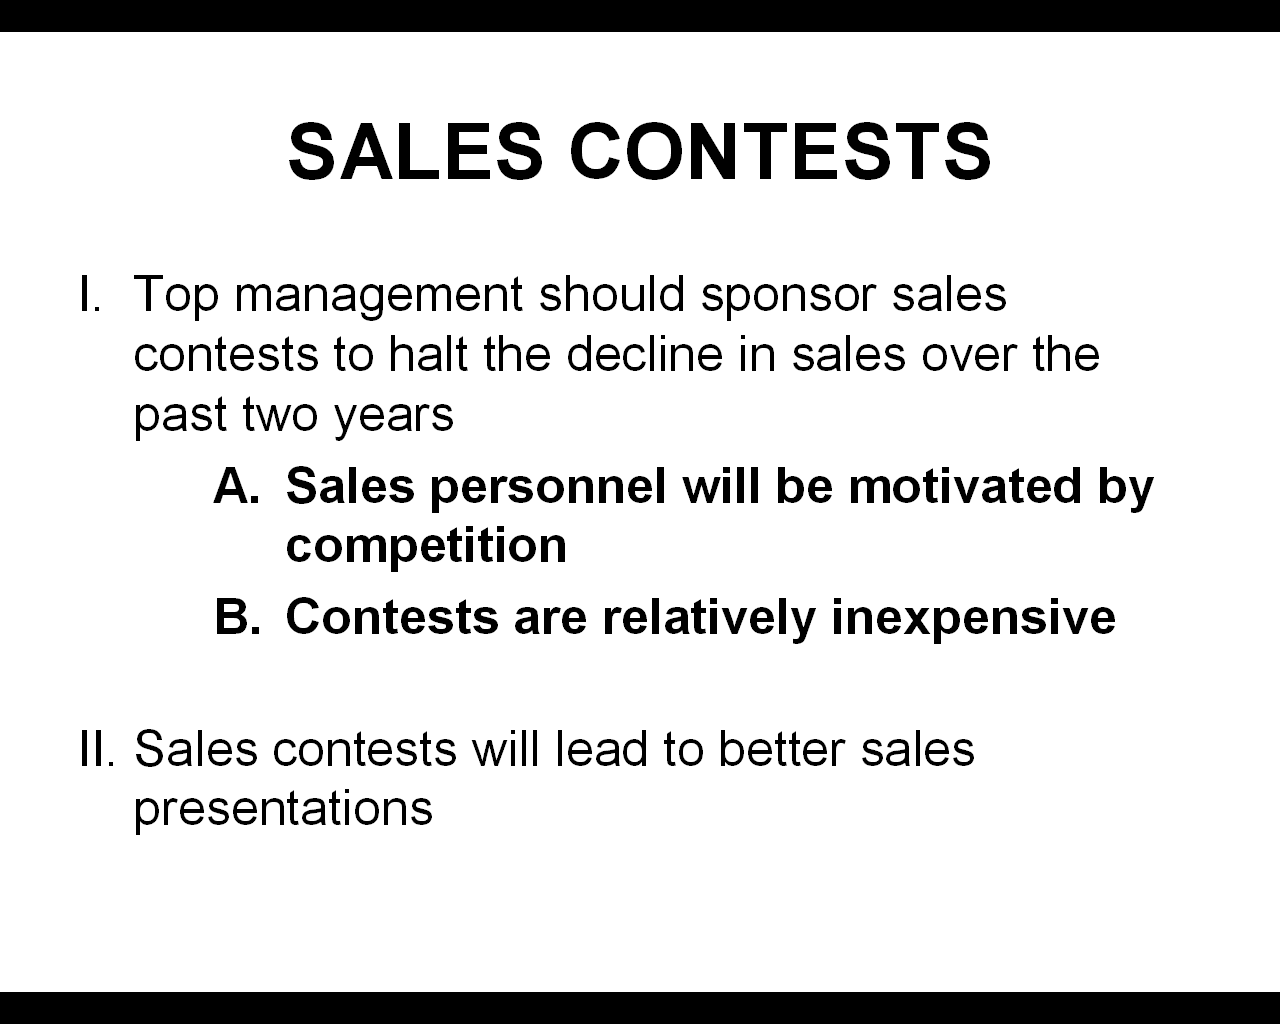 SALES CONTESTS
I. Top management should sponsor sales
contests to halt the decline in sales over the
past two years
A. Sales personnel will be motivated by
competition
B. Contests are relatively inexpensive
II. Sales contests will lead to better sales
presentations